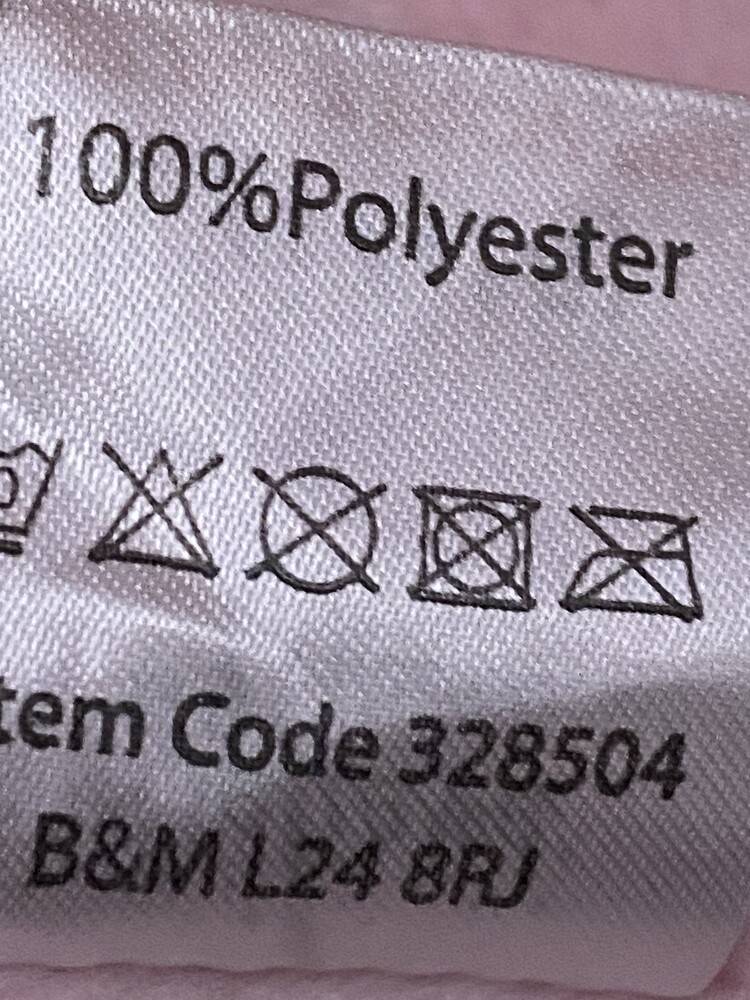 100%Polyester
tem Code 328504
B&M L24 8RJ